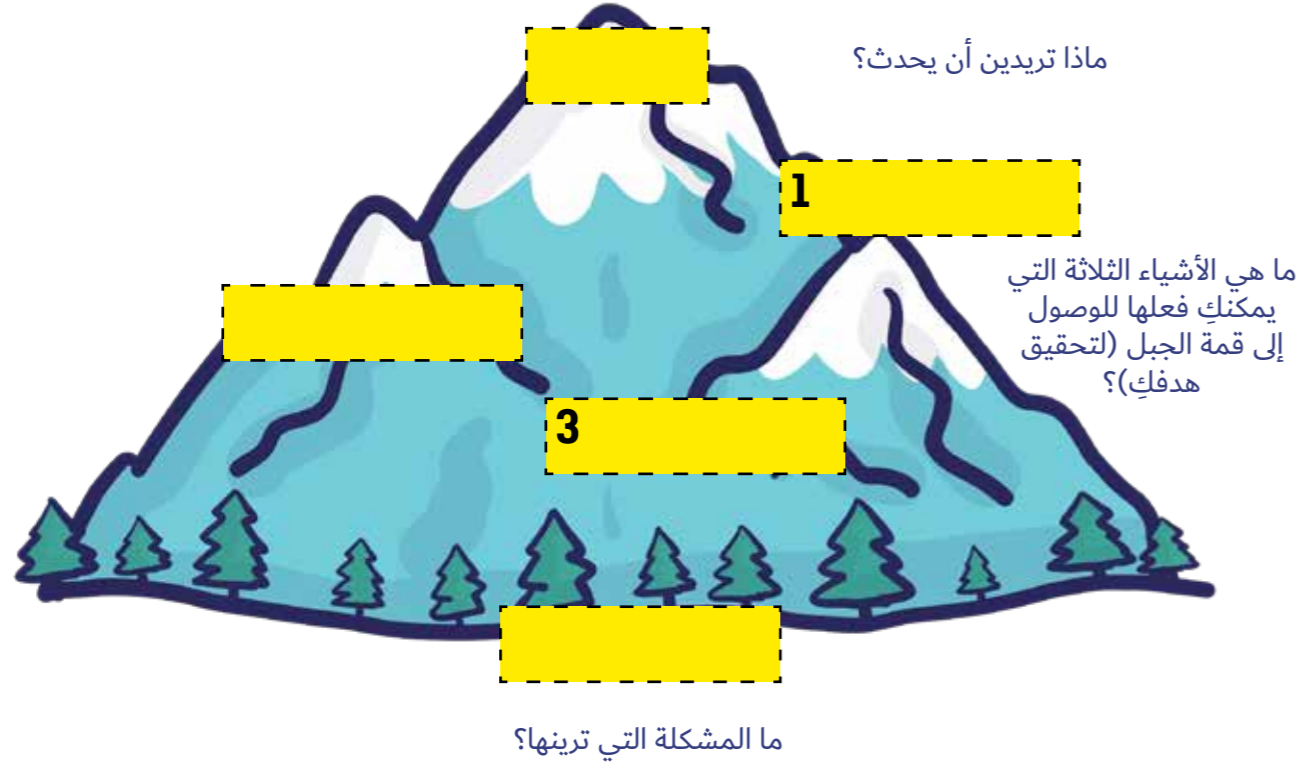 ماذا تريدين أن يحدث؟
1
ما هي الأشياء الثلاثة التي
يمكنكِ فعلها للوصول
إلى قمة الجبل (لتحقيق
هدفكِ)؟
3
ما المشكلة التي ترينها؟